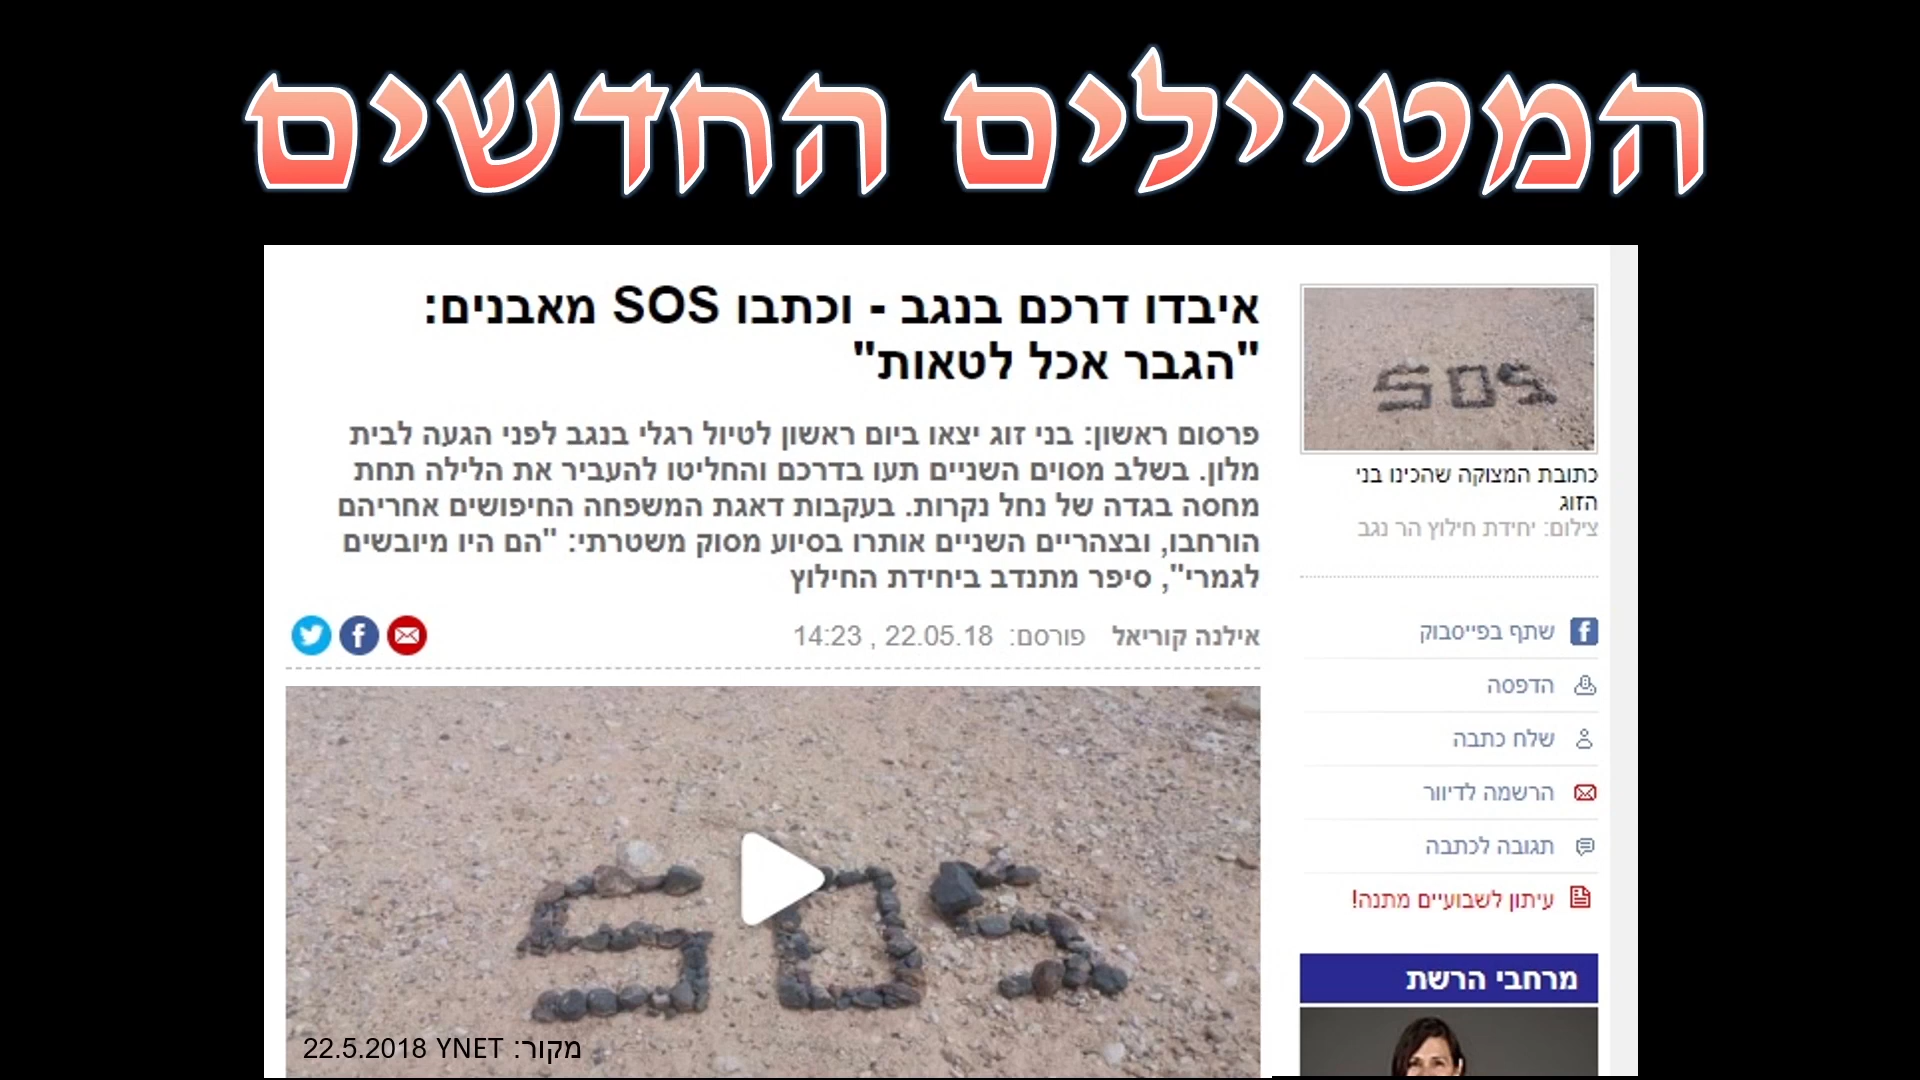 המטיילים החדשים
איבדו דרכם בנגב - וכתבו SOS מאבנים:
"הגבר אכל לטאות"
פרסום ראשון: בני זוג יצאו ביום ראשון לטיול רגלי בנגב לפני הגעה לבית
מלון. בשלב מסוים השניים תעו בדרכם והחליטו להעביר את הלילה תחת
מחסה בגדה של נחל נקרות. בעקבות דאגת המשפחה החיפושים אחריהם
הורחבו, ובצהריים השניים אותרו בסיוע מסוק משטרתי: "הם היו מיובשים
לגמרי", סיפר מתנדב ביחידת החילוץ
אילנה קוריאל פורסם: 22.05.18 , 14:23
SOS
מקור: YNET 22.5.2018
SOS
כתובת המצוקה שהכינו בני
הזוג
צילום: יחידת חילוץ הר נגב
שתף בפייסבוק
הדפסה
שלח כתבה
הרשמה לדיוור
תגובה לכתבה
עיתון לשבועיים מתנה!
מרחבי הרשת